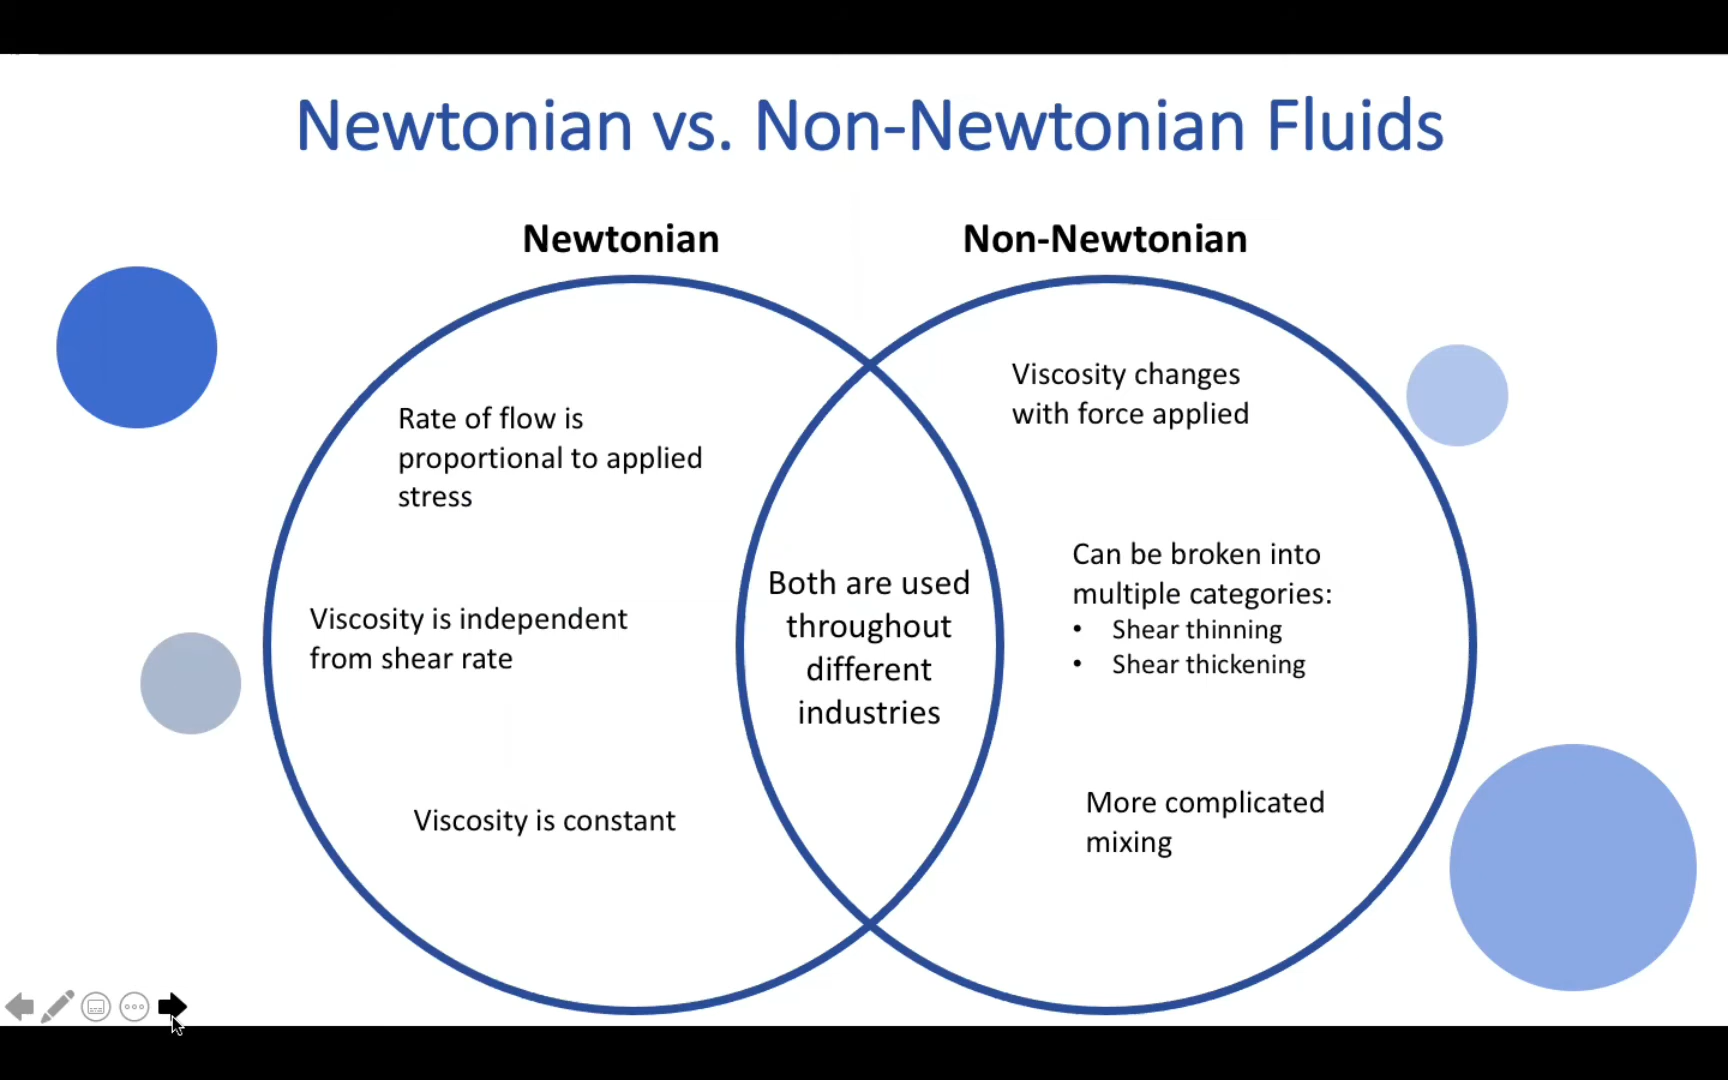 Newtonian vs. Non-Newtonian Fluids
Newtonian
Non-Newtonian
Rate of flow is
proportional to applied
stress
Viscosity is independent
from shear rate
Viscosity is constant
Both are used
throughout
different
industries
Viscosity changes
with force applied
Can be broken into
multiple categories:
• Shear thinning
• Shear thickening
More complicated
mixing